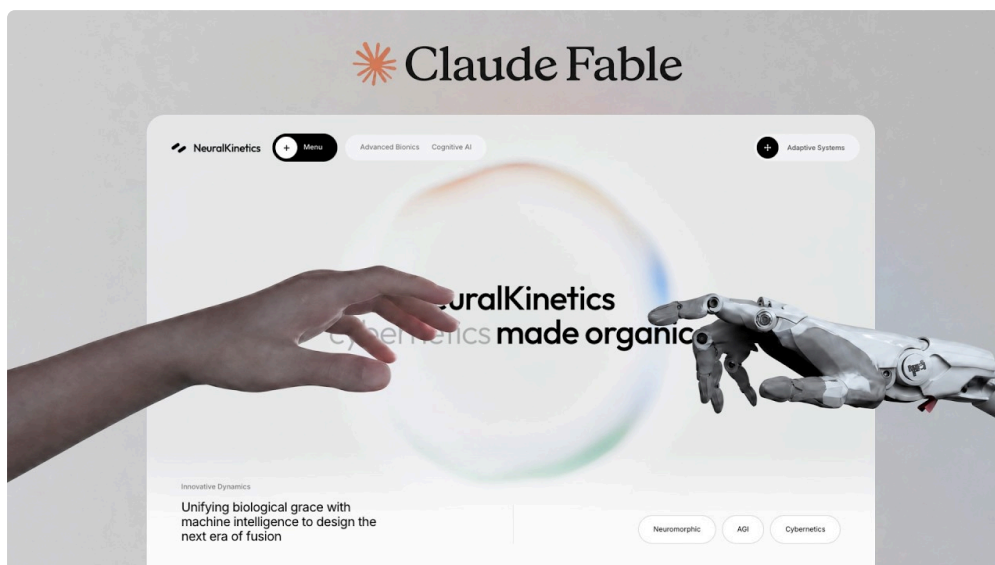 Claude Fable
NeuralKinetics
Menu
Advanced Bionics
Cognitive AI
Adaptive Systems
uralKinetics
cybernetics made organic
Innovative Dynamics
Unifying biological grace with
machine intelligence to design the
next era of fusion
Neuromorphic
AGI
Cybernetics